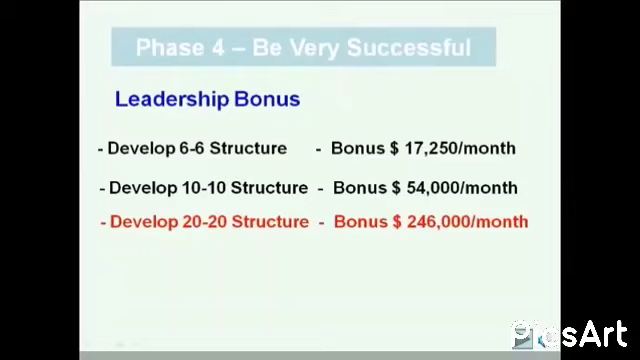 Phase 4 – Be Very Successful
Leadership Bonus
- Develop 6-6 Structure - Bonus $ 17,250/month
- Develop 10-10 Structure - Bonus $ 54,000/month
- Develop 20-20 Structure - Bonus $ 246,000/month
PicsArt